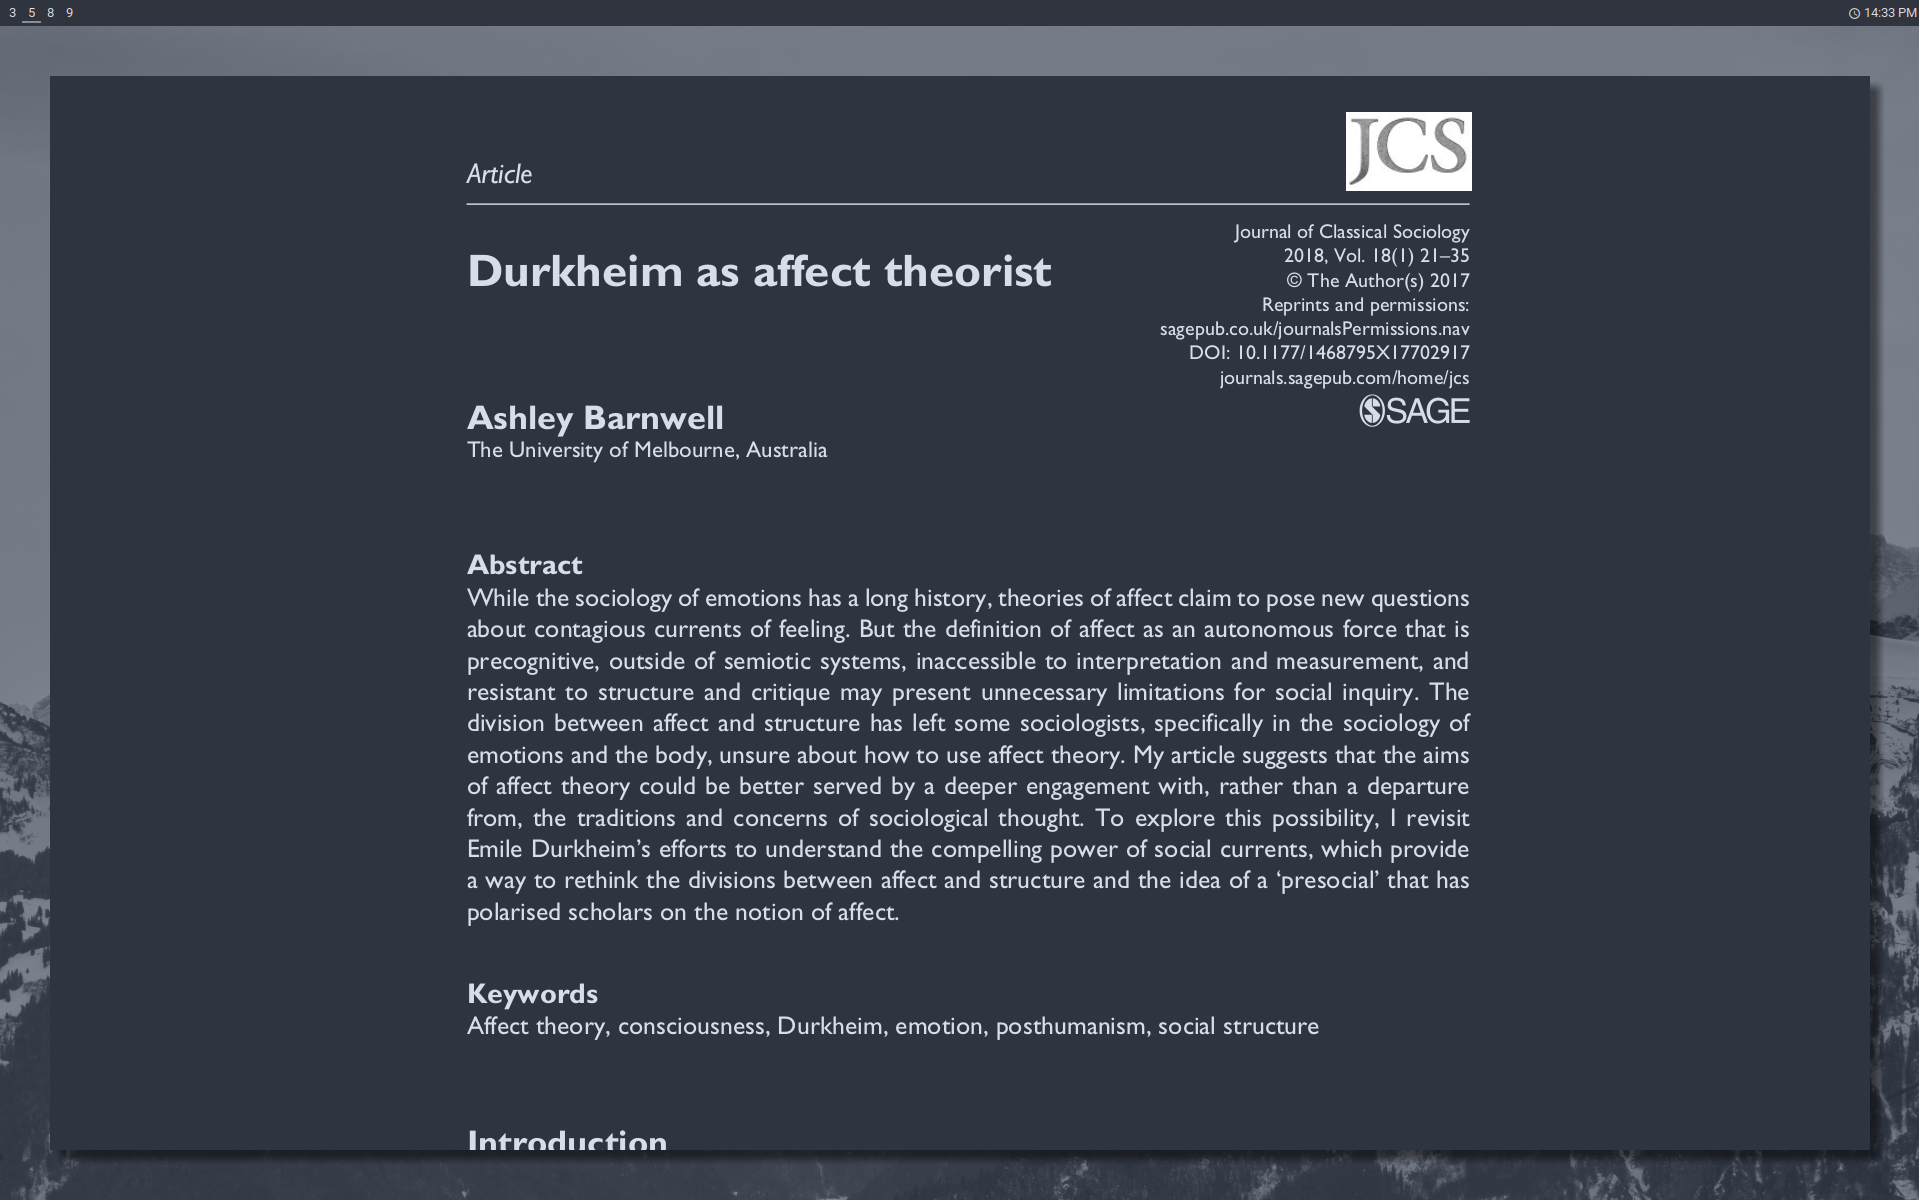 3 5 8 9
14:33 PM
JCS
Article
Durkheim as affect theorist
Journal of Classical Sociology
2018, Vol. 18(1) 21–35
© The Author(s) 2017
Reprints and permissions:
sagepub.co.uk/journalsPermissions.nav
DOI: 10.1177/1468795X17702917
journals.sagepub.com/home/jcs
SAGE
Ashley Barnwell
The University of Melbourne, Australia
Abstract
While the sociology of emotions has a long history, theories of affect claim to pose new questions
about contagious currents of feeling. But the definition of affect as an autonomous force that is
precognitive, outside of semiotic systems, inaccessible to interpretation and measurement, and
resistant to structure and critique may present unnecessary limitations for social inquiry. The
division between affect and structure has left some sociologists, specifically in the sociology of
emotions and the body, unsure about how to use affect theory. My article suggests that the aims
of affect theory could be better served by a deeper engagement with, rather than a departure
from, the traditions and concerns of sociological thought. To explore this possibility, I revisit
Emile Durkheim’s efforts to understand the compelling power of social currents, which provide
a way to rethink the divisions between affect and structure and the idea of a ‘presocial’ that has
polarised scholars on the notion of affect.
Keywords
Affect theory, consciousness, Durkheim, emotion, posthumanism, social structure
Introduction